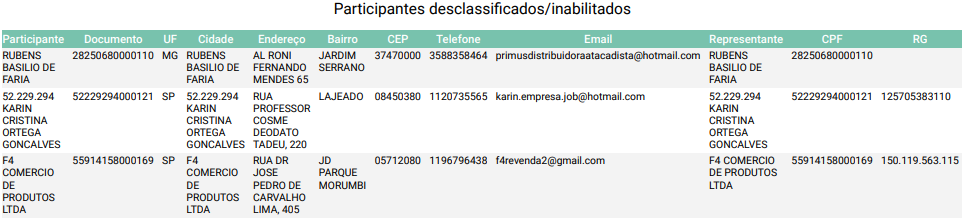 Participantes desclassificados/inabilitados
Participante Documento UF Cidade Endereço Bairro CEP Telefone Email Representante CPF RG
RUBENS 28250680000110 MG RUBENS AL RONI JARDIM 37470000 3588358464 primusdistribuidoraatacadista@hotmail.com RUBENS 28250680000110
BASILIO DE BASILIO DE FERNANDO SERRANO BASILIO DE
FARIA FARIA MENDES 65 FARIA
52.229.294 52229294000121 SP 52.229.294 RUA LAJEADO 08450380 1120735565 karin.empresa.job@hotmail.com 52.229.294 52229294000121 125705383110
KARIN KARIN PROFESSOR KARIN
CRISTINA CRISTINA COSME CRISTINA
ORTEGA ORTEGA DEODATO ORTEGA
GONCALVES GONCALVES TADEU, 220 GONCALVES
F4 55914158000169 SP F4 RUA DR JD 05712080 1196796438 f4revenda2@gmail.com F4 COMERCIO 55914158000169 150.119.563.115
COMERCIO COMERCIO JOSE PARQUE DE PRODUTOS
DE DE PEDRO DE MORUMBI LTDA
PRODUTOS PRODUTOS CARVALHO
LTDA LTDA LIMA, 405